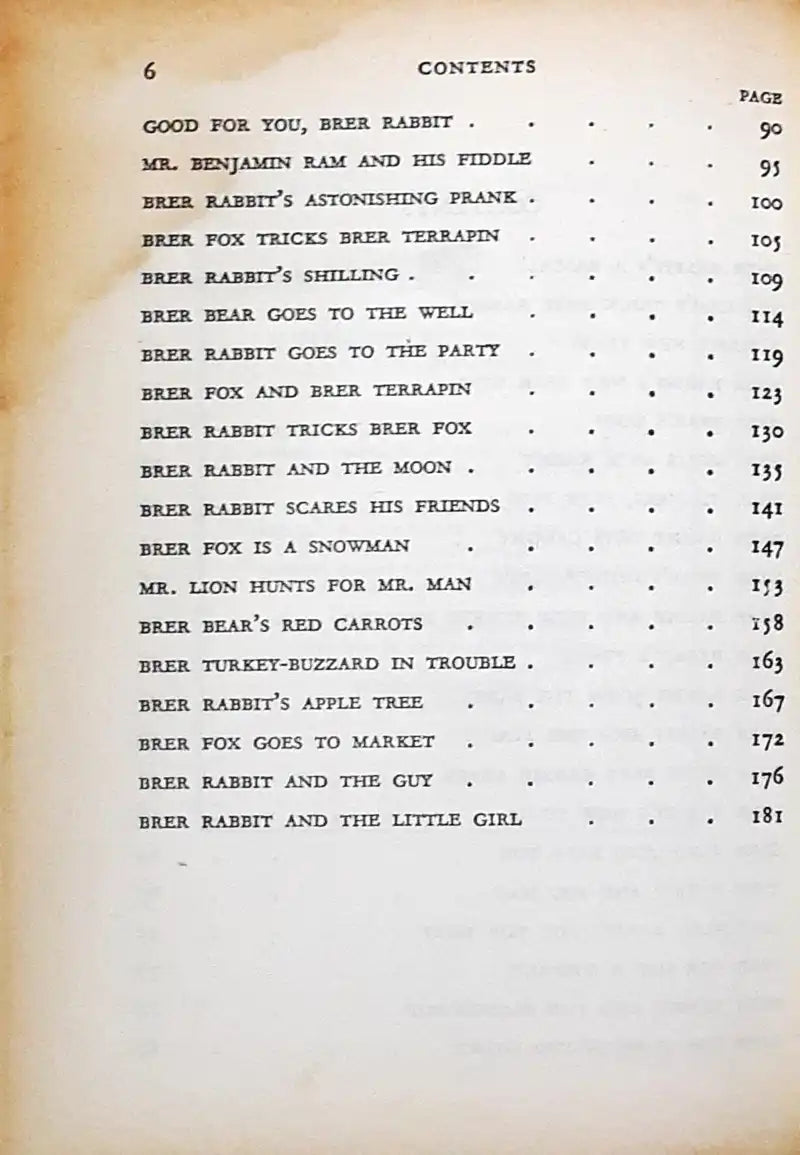 6 CONTENTS
PAGE
GOOD FOR YOU, BRER RABBIT . . . . . 90
MR. BENJAMIN RAM AND HIS FIDDLE . . . 95
BRER RABBIT'S ASTONISHING PRANK . . . . 100
BRER FOX TRICKS BRER TERRAPIN . . . . 105
BRER RABBIT'S SHILLING . . . . . . 109
BRER BEAR GOES TO THE WELL . . . . 114
BRER RABBIT GOES TO THE PARTY . . . . 119
BRER FOX AND BRER TERRAPIN . . . . 123
BRER RABBIT TRICKS BRER FOX . . . . 130
BRER RABBIT AND THE MOON . . . . . 135
BRER RABBIT SCARES HIS FRIENDS . . . . 141
BRER FOX IS A SNOWMAN . . . . . 147
MR. LION HUNTS FOR MR. MAN . . . . 153
BRER BEAR'S RED CARROTS . . . . . 158
BRER TURKEY-BUZZARD IN TROUBLE . . . . 163
BRER RABBIT'S APPLE TREE . . . . . 167
BRER FOX GOES TO MARKET . . . . . 172
BRER RABBIT AND THE GUY . . . . . 176
BRER RABBIT AND THE LITTLE GIRL . . . 181